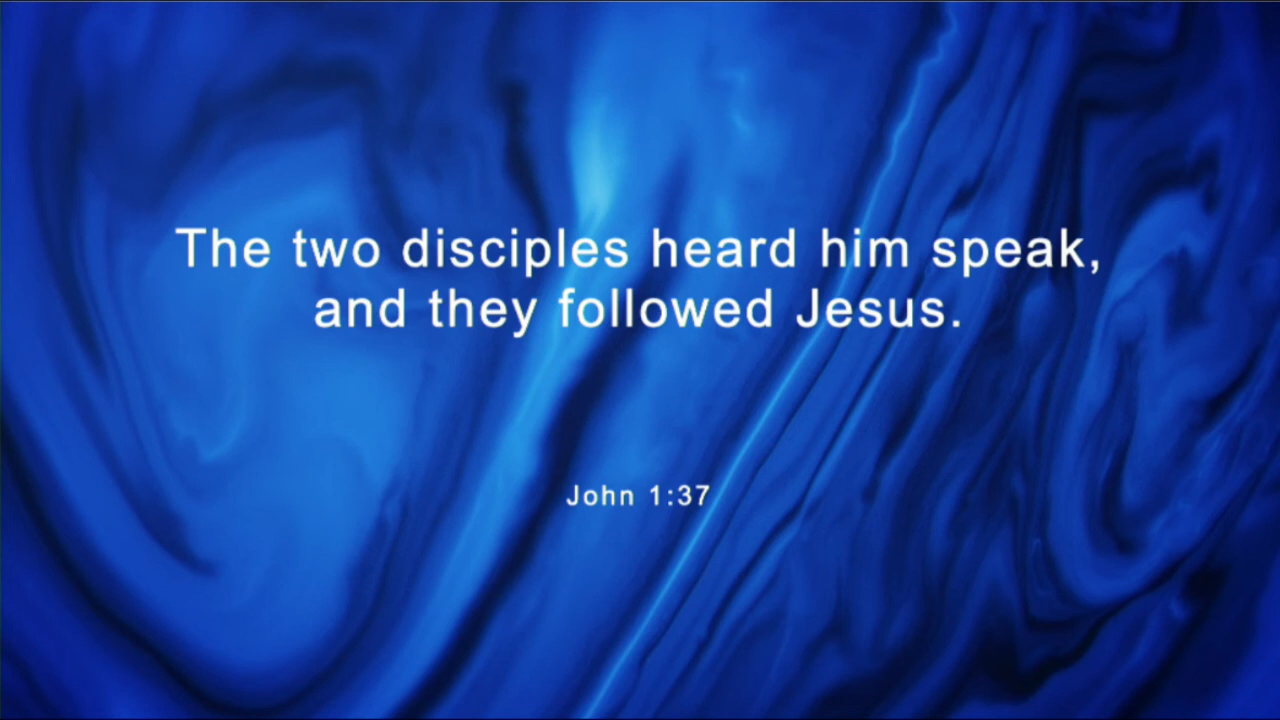 The two disciples heard him speak,
and they followed Jesus.
John 1:37